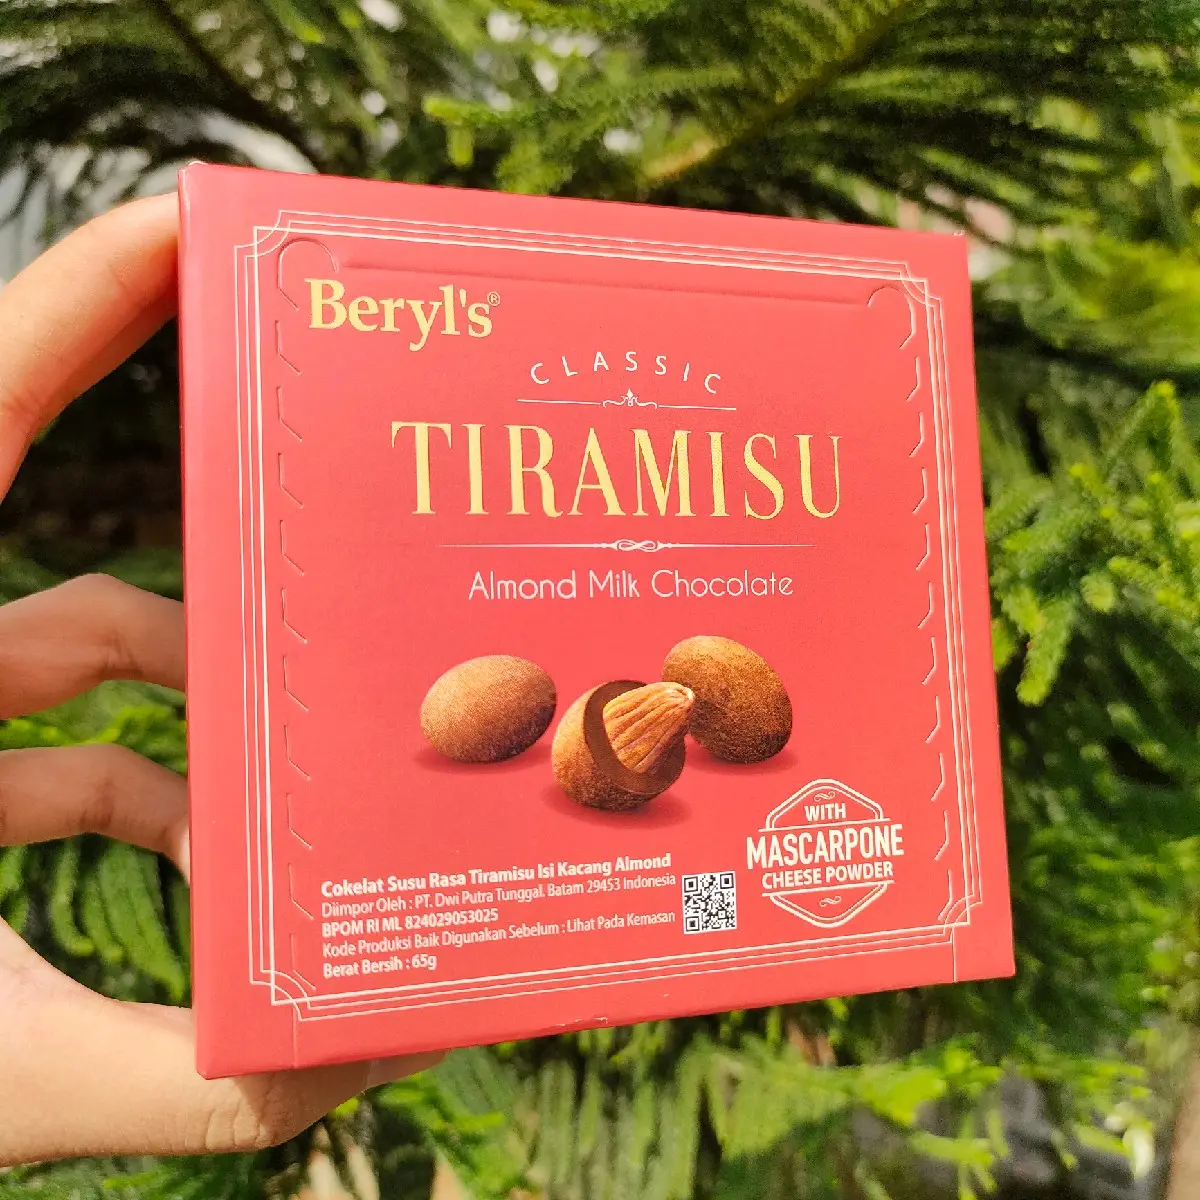 Beryl's®
CLASSIC
TIRAMISU
Almond Milk Chocolate
WITH
MASCARPONE
CHEESE POWDER
Cokelat Susu Rasa Tiramisu Isi Kacang Almond
Diimpor Oleh : PT. Dwi Putra Tunggal. Batam 29453 Indonesia
BPOM RI ML 824029053025
Kode Produksi Baik Digunakan Sebelum : Lihat Pada Kemasan
Berat Bersih : 65g